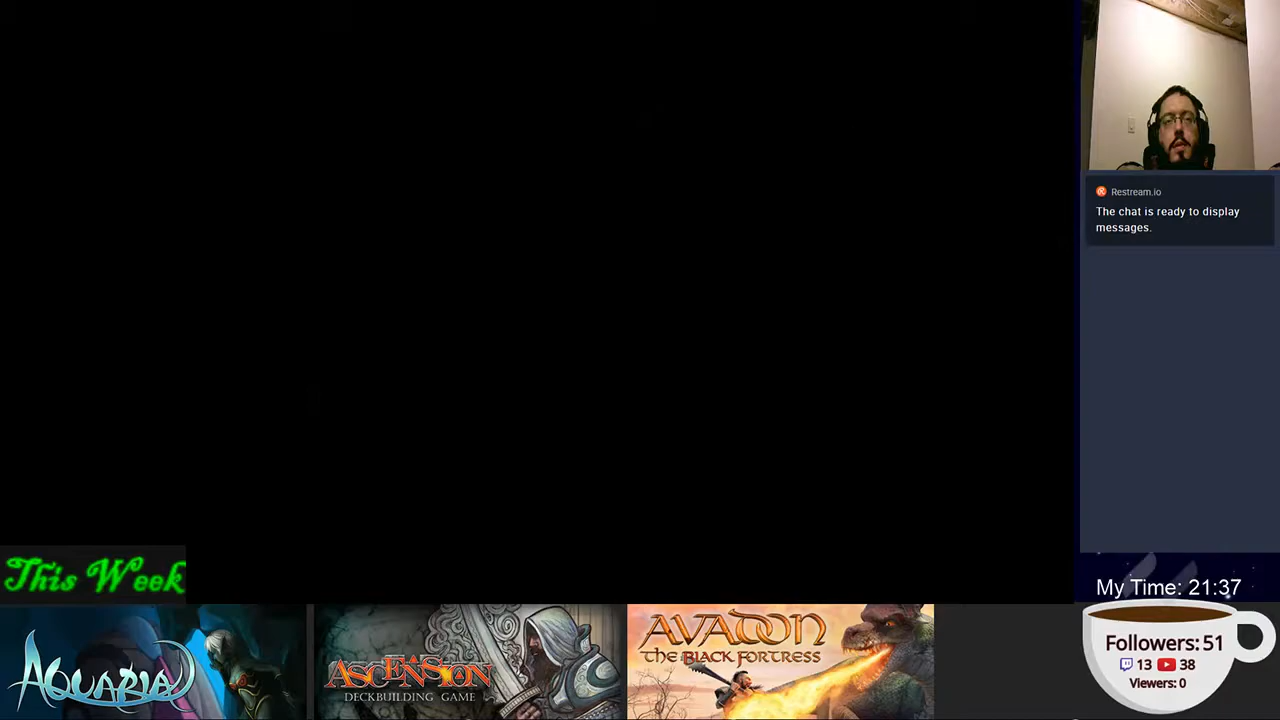 Restream.io
The chat is ready to display
messages.
This Week
My Time: 21:37
AQUARIA
ASCENSION
DECKBUILDING GAME
AVADON
THE BLACK FORTRESS
Followers: 51
13 38
Viewers: 0